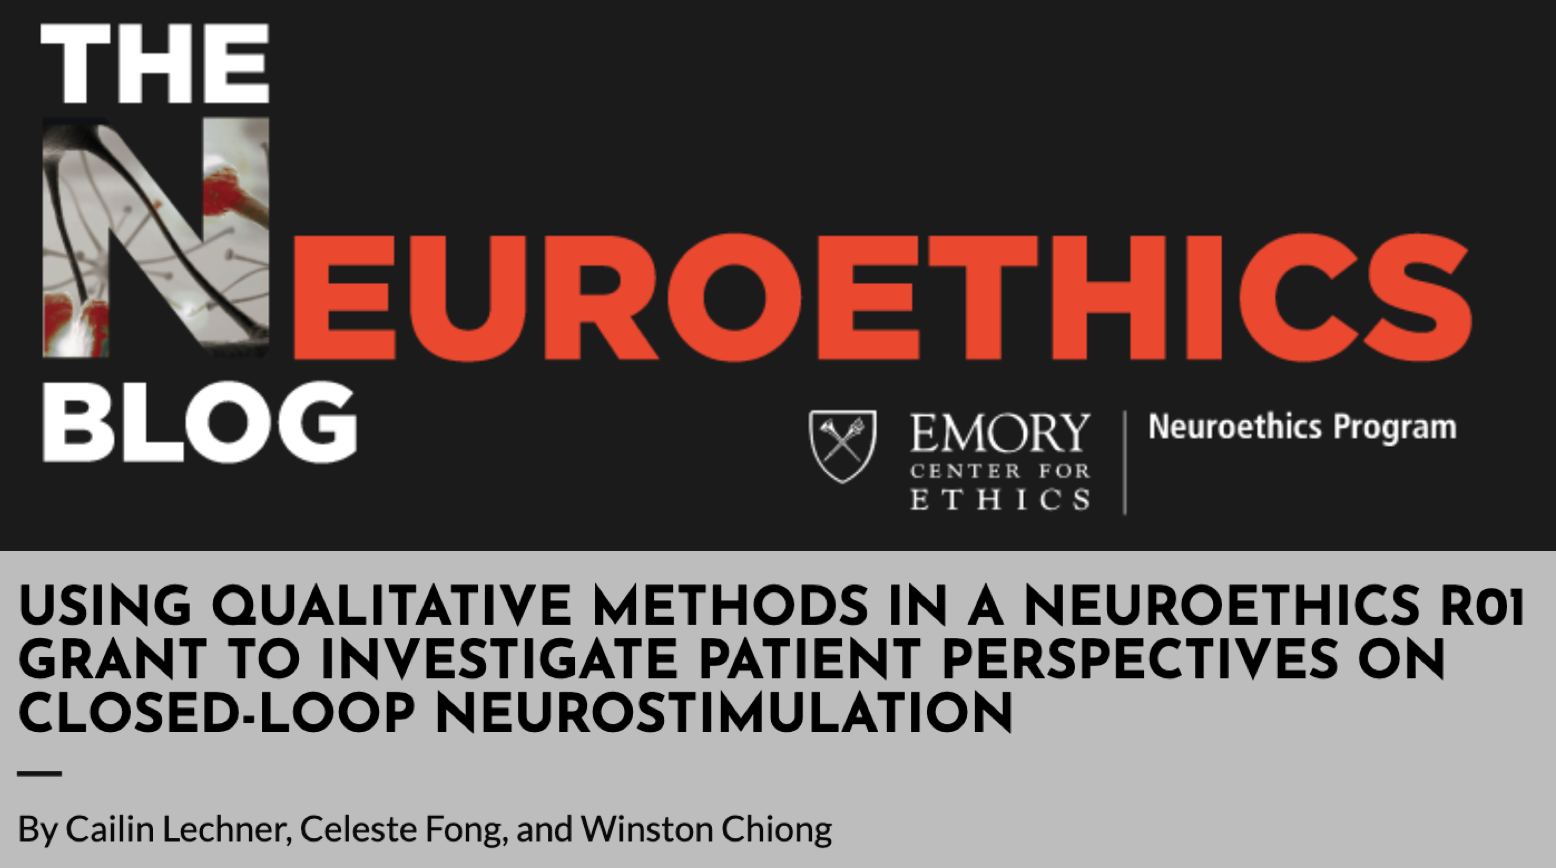 THE
NEUROETHICS
BLOG
EMORY
CENTER FOR
ETHICS
Neuroethics Program
USING QUALITATIVE METHODS IN A NEUROETHICS R01
GRANT TO INVESTIGATE PATIENT PERSPECTIVES ON
CLOSED-LOOP NEUROSTIMULATION
By Cailin Lechner, Celeste Fong, and Winston Chiong